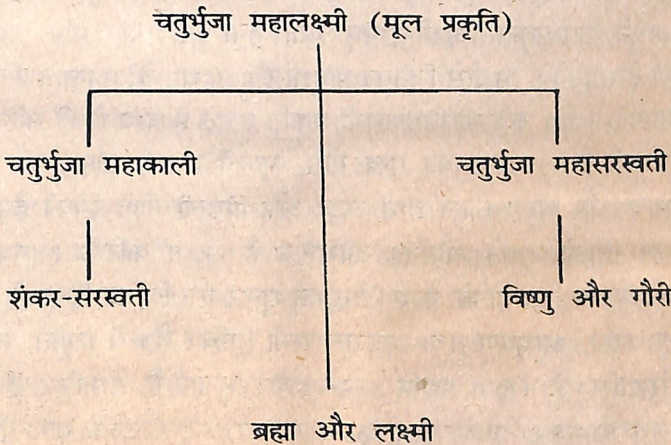 चतुर्भुजा महालक्ष्मी (मूल प्रकृति)
चतुर्भुजा महाकाली चतुर्भुजा महासरस्वती
शंकर-सरस्वती विष्णु और गौरी
ब्रह्मा और लक्ष्मी